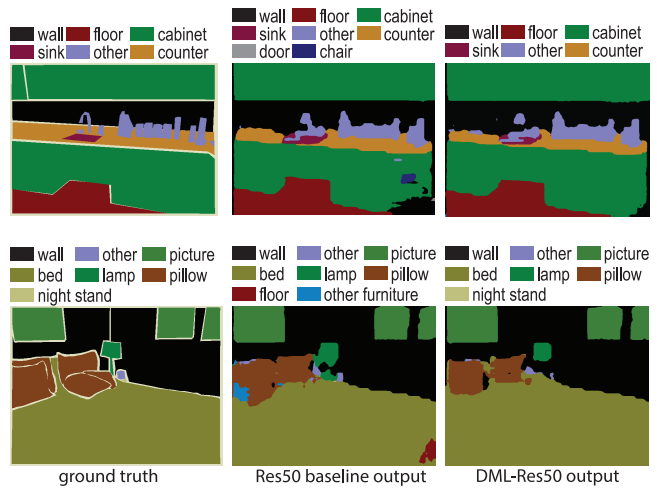 wall floor cabinet
sink other counter
wall floor cabinet
sink other counter
door chair
wall floor cabinet
sink other counter
wall other picture
bed lamp pillow
night stand
wall other picture
bed lamp pillow
floor other furniture
wall other picture
bed lamp pillow
night stand
ground truth
Res50 baseline output
DML-Res50 output